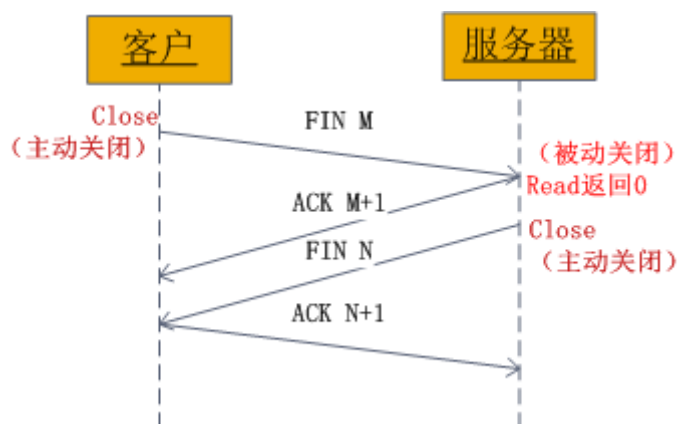 客户
服务器
Close
（主动关闭）
FIN M
（被动关闭）
Read返回0
ACK M+1
Close
（主动关闭）
FIN N
ACK N+1